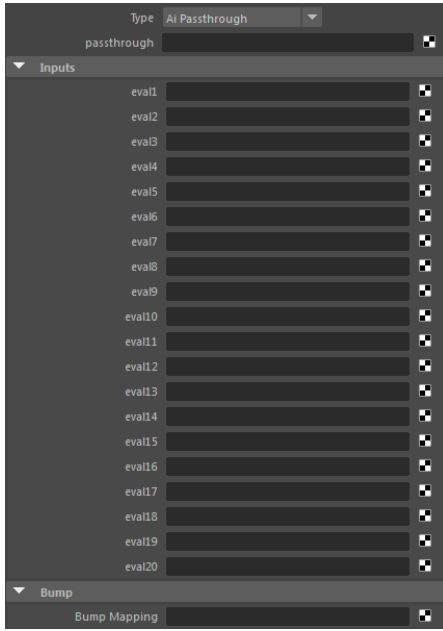 Type Ai Passthrough
passthrough
Inputs
eval1
eval2
eval3
eval4
eval5
eval6
eval7
eval8
eval9
eval10
eval11
eval12
eval13
eval14
eval15
eval16
eval17
eval18
eval19
eval20
Bump
Bump Mapping